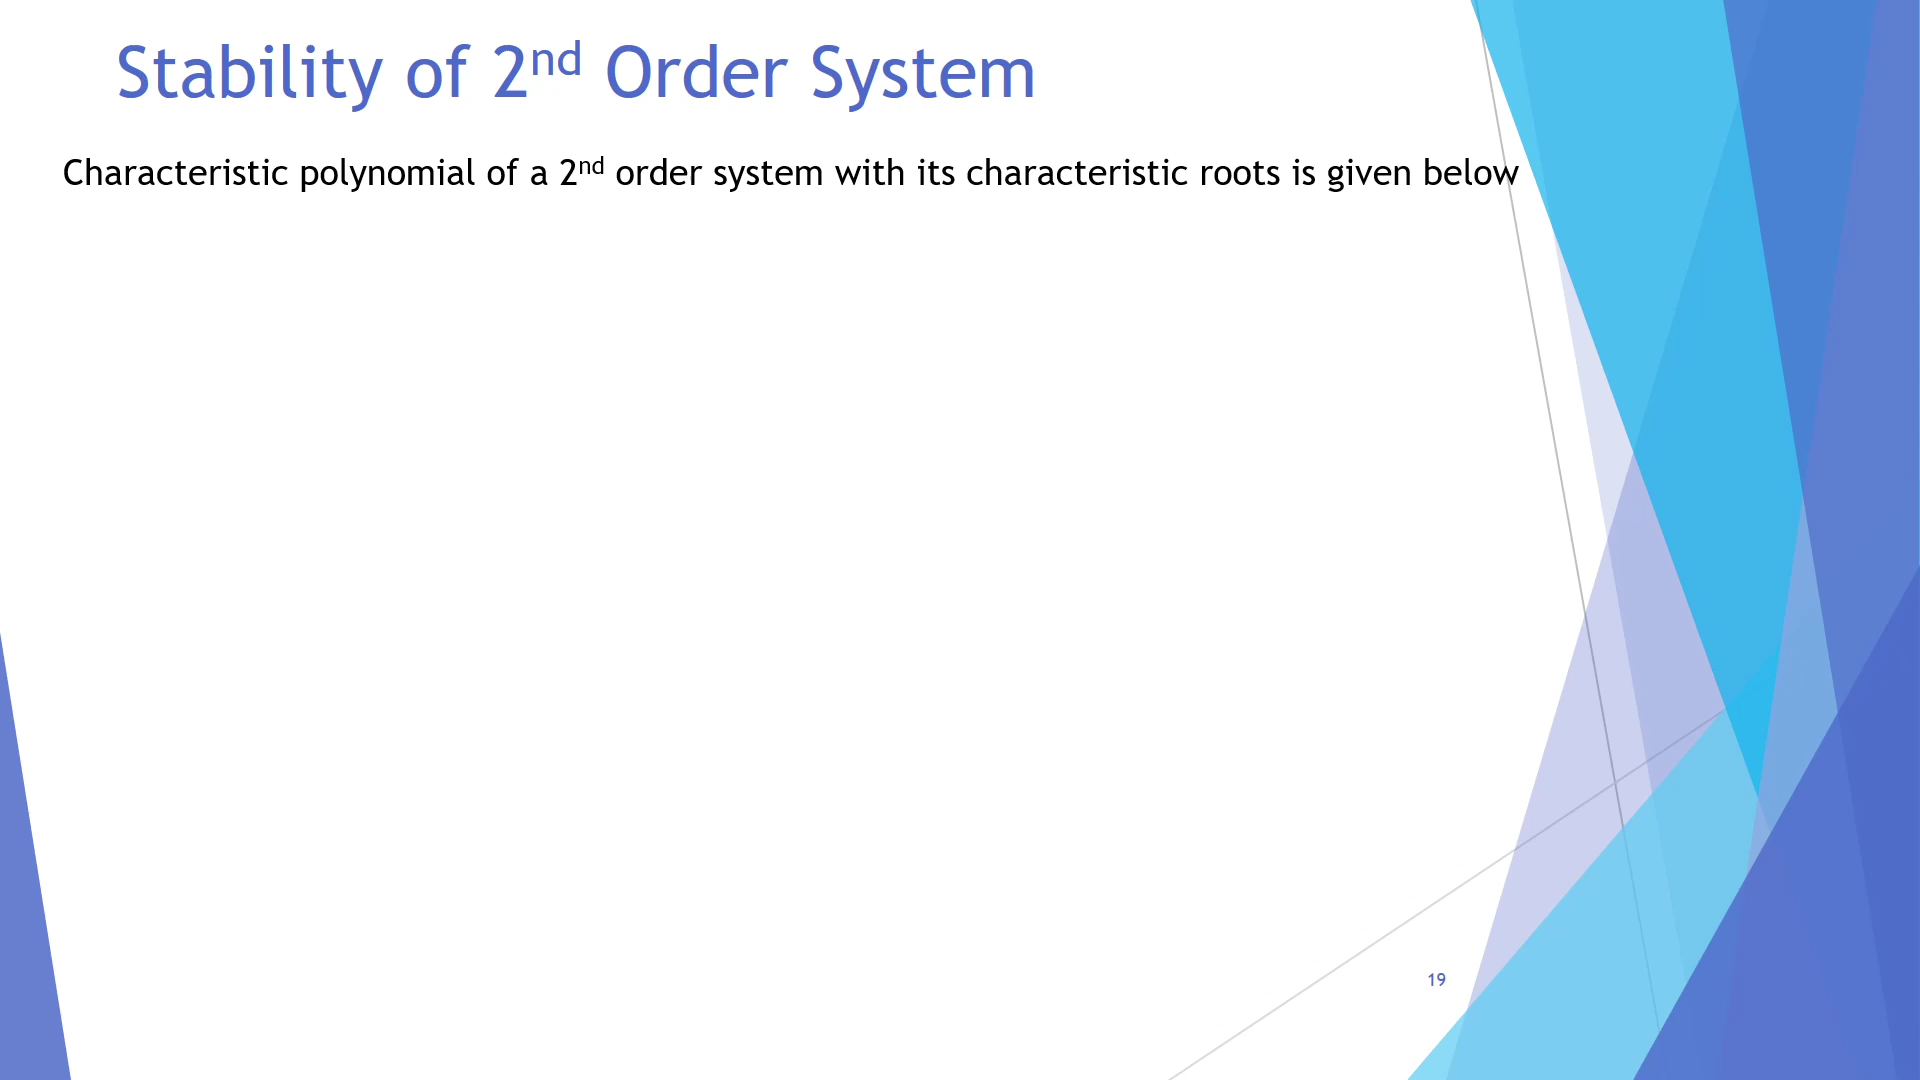 Stability of 2nd Order System
Characteristic polynomial of a 2nd order system with its characteristic roots is given below
19